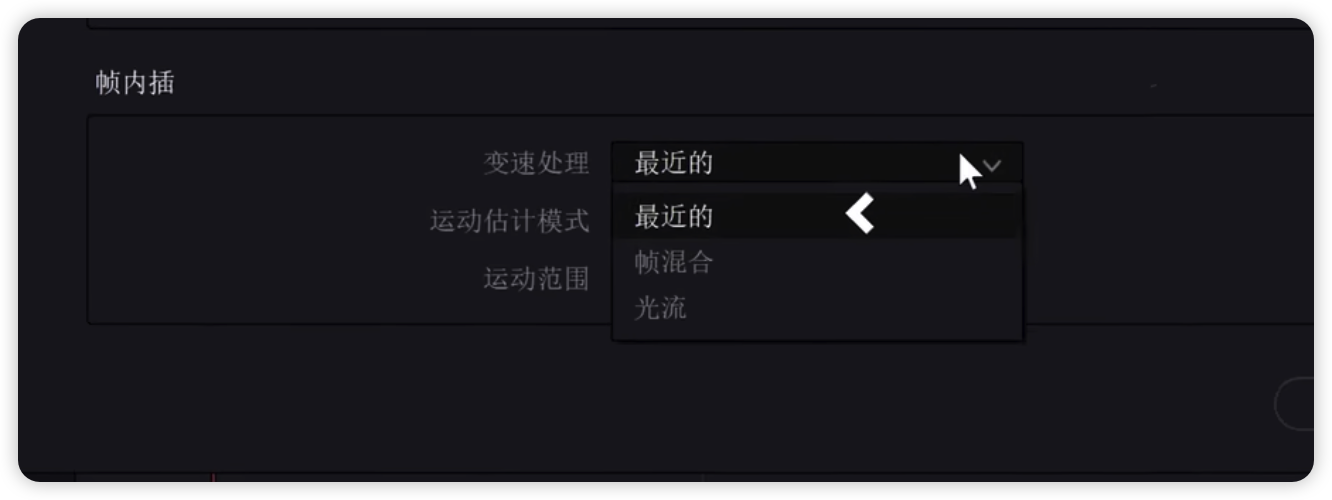 帧内插
变速处理 最近的
运动估计模式 最近的
帧混合
运动范围
光流